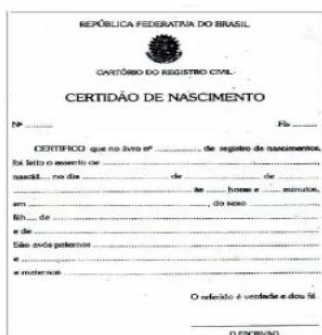 REPÚBLICA FEDERATIVA DO BRASIL
CARTÓRIO DO REGISTRO CIVIL
CERTIDÃO DE NASCIMENTO
Nº ........ Fls. ........
CERTIFICO que no livro nº ............ de registro de nascimentos,
foi feito o assento de ............
nascid.... no dia ............ de ............ de ............
............ às ........ horas e ........ minutos,
em ............, do sexo ............
filh.... de ............
e de ............
São avós paternos ............
e ............
e maternos ............
O referido é verdade e dou fé.
O ESCRIVÃO